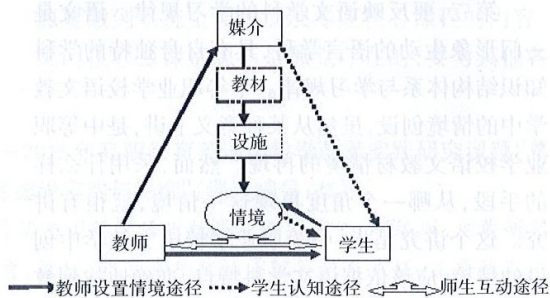 媒介
教材
设施
情境
教师
学生
教师设置情境途径 学生认知途径 师生互动途径